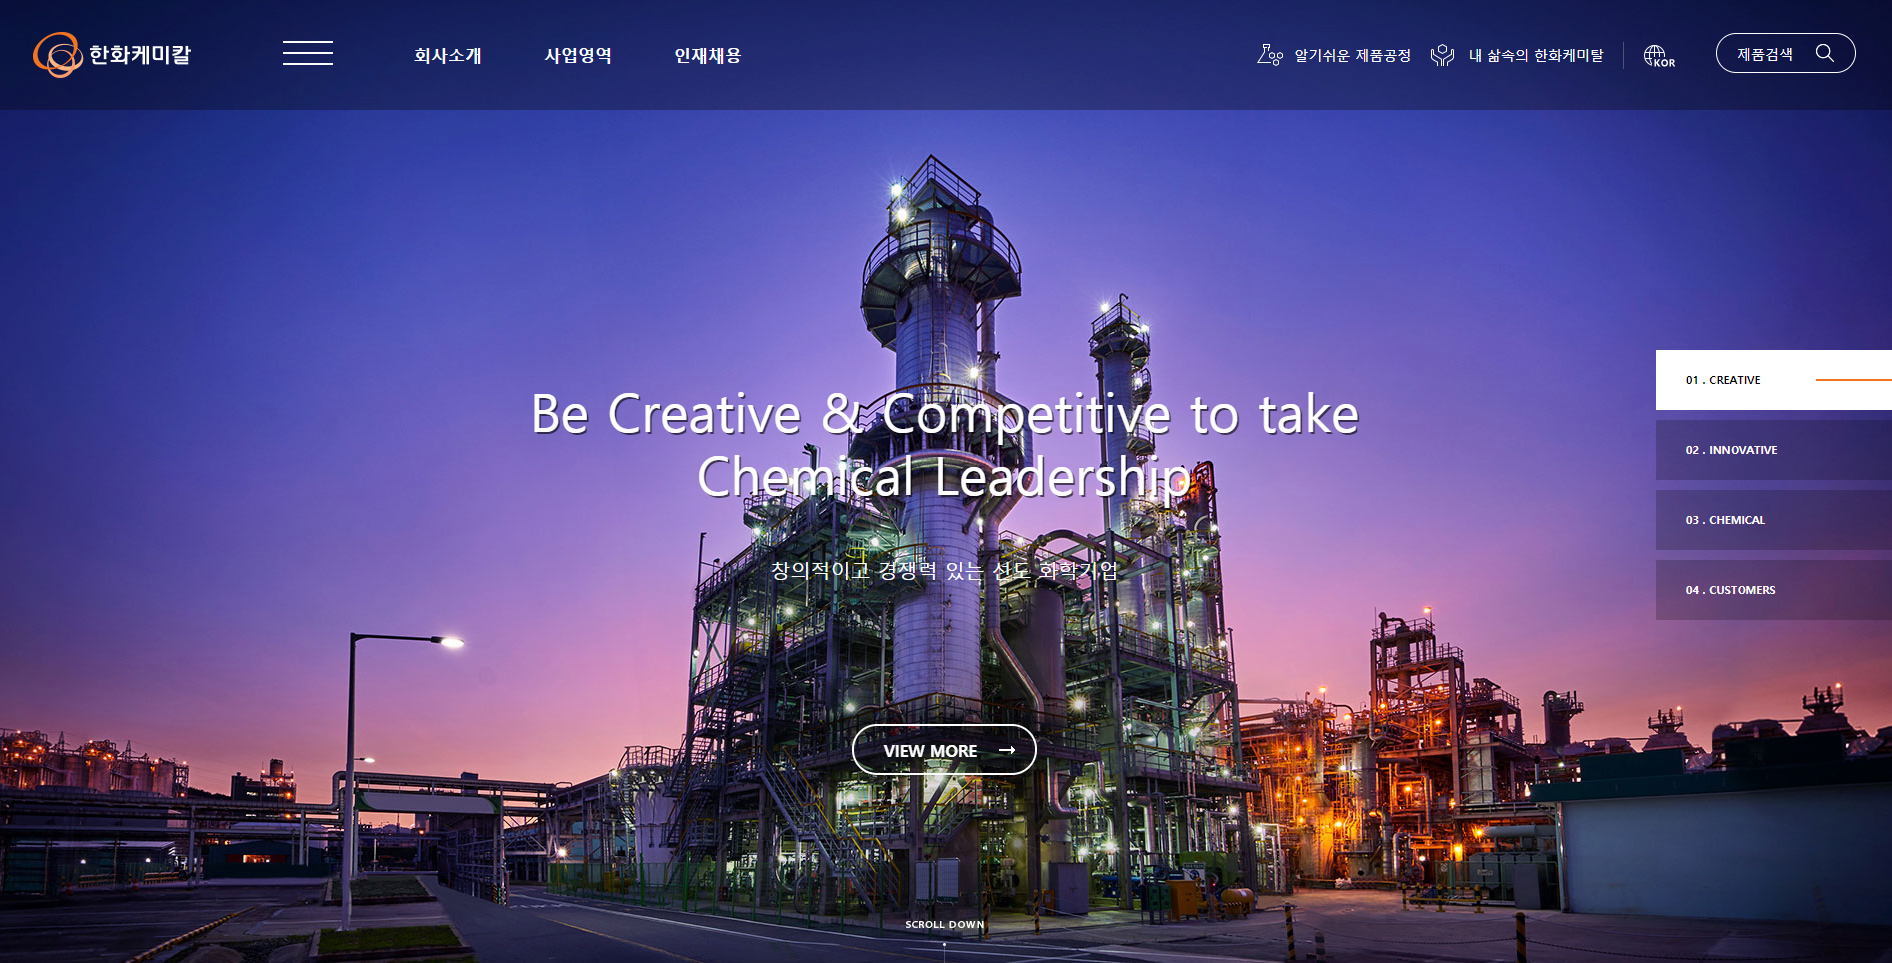 한화케미칼
회사소개 사업영역 인재채용
알기쉬운 제품공정 내 삶속의 한화케미탈 KOR 제품검색
Be Creative & Competitive to take
Chemical Leadership
창의적이고 경쟁력 있는 선도 화학기업
VIEW MORE
01 . CREATIVE
02 . INNOVATIVE
03 . CHEMICAL
04 . CUSTOMERS
SCROLL DOWN